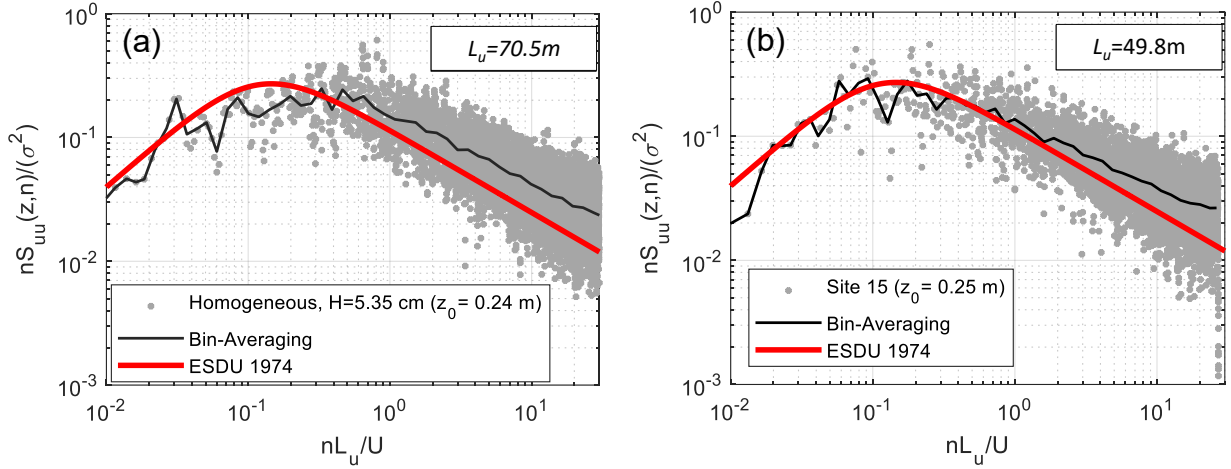 (a)
L_u=70.5m
nS_uu(z,n)/(σ^2)
10^0
10^-1
10^-2
10^-3
Homogeneous, H=5.35 cm (z_0= 0.24 m)
Bin-Averaging
ESDU 1974
10^-2
10^-1
10^0
10^1
nL_u/U
(b)
L_u=49.8m
nS_uu(z,n)/(σ^2)
10^0
10^-1
10^-2
10^-3
Site 15 (z_0= 0.25 m)
Bin-Averaging
ESDU 1974
10^-2
10^-1
10^0
10^1
nL_u/U